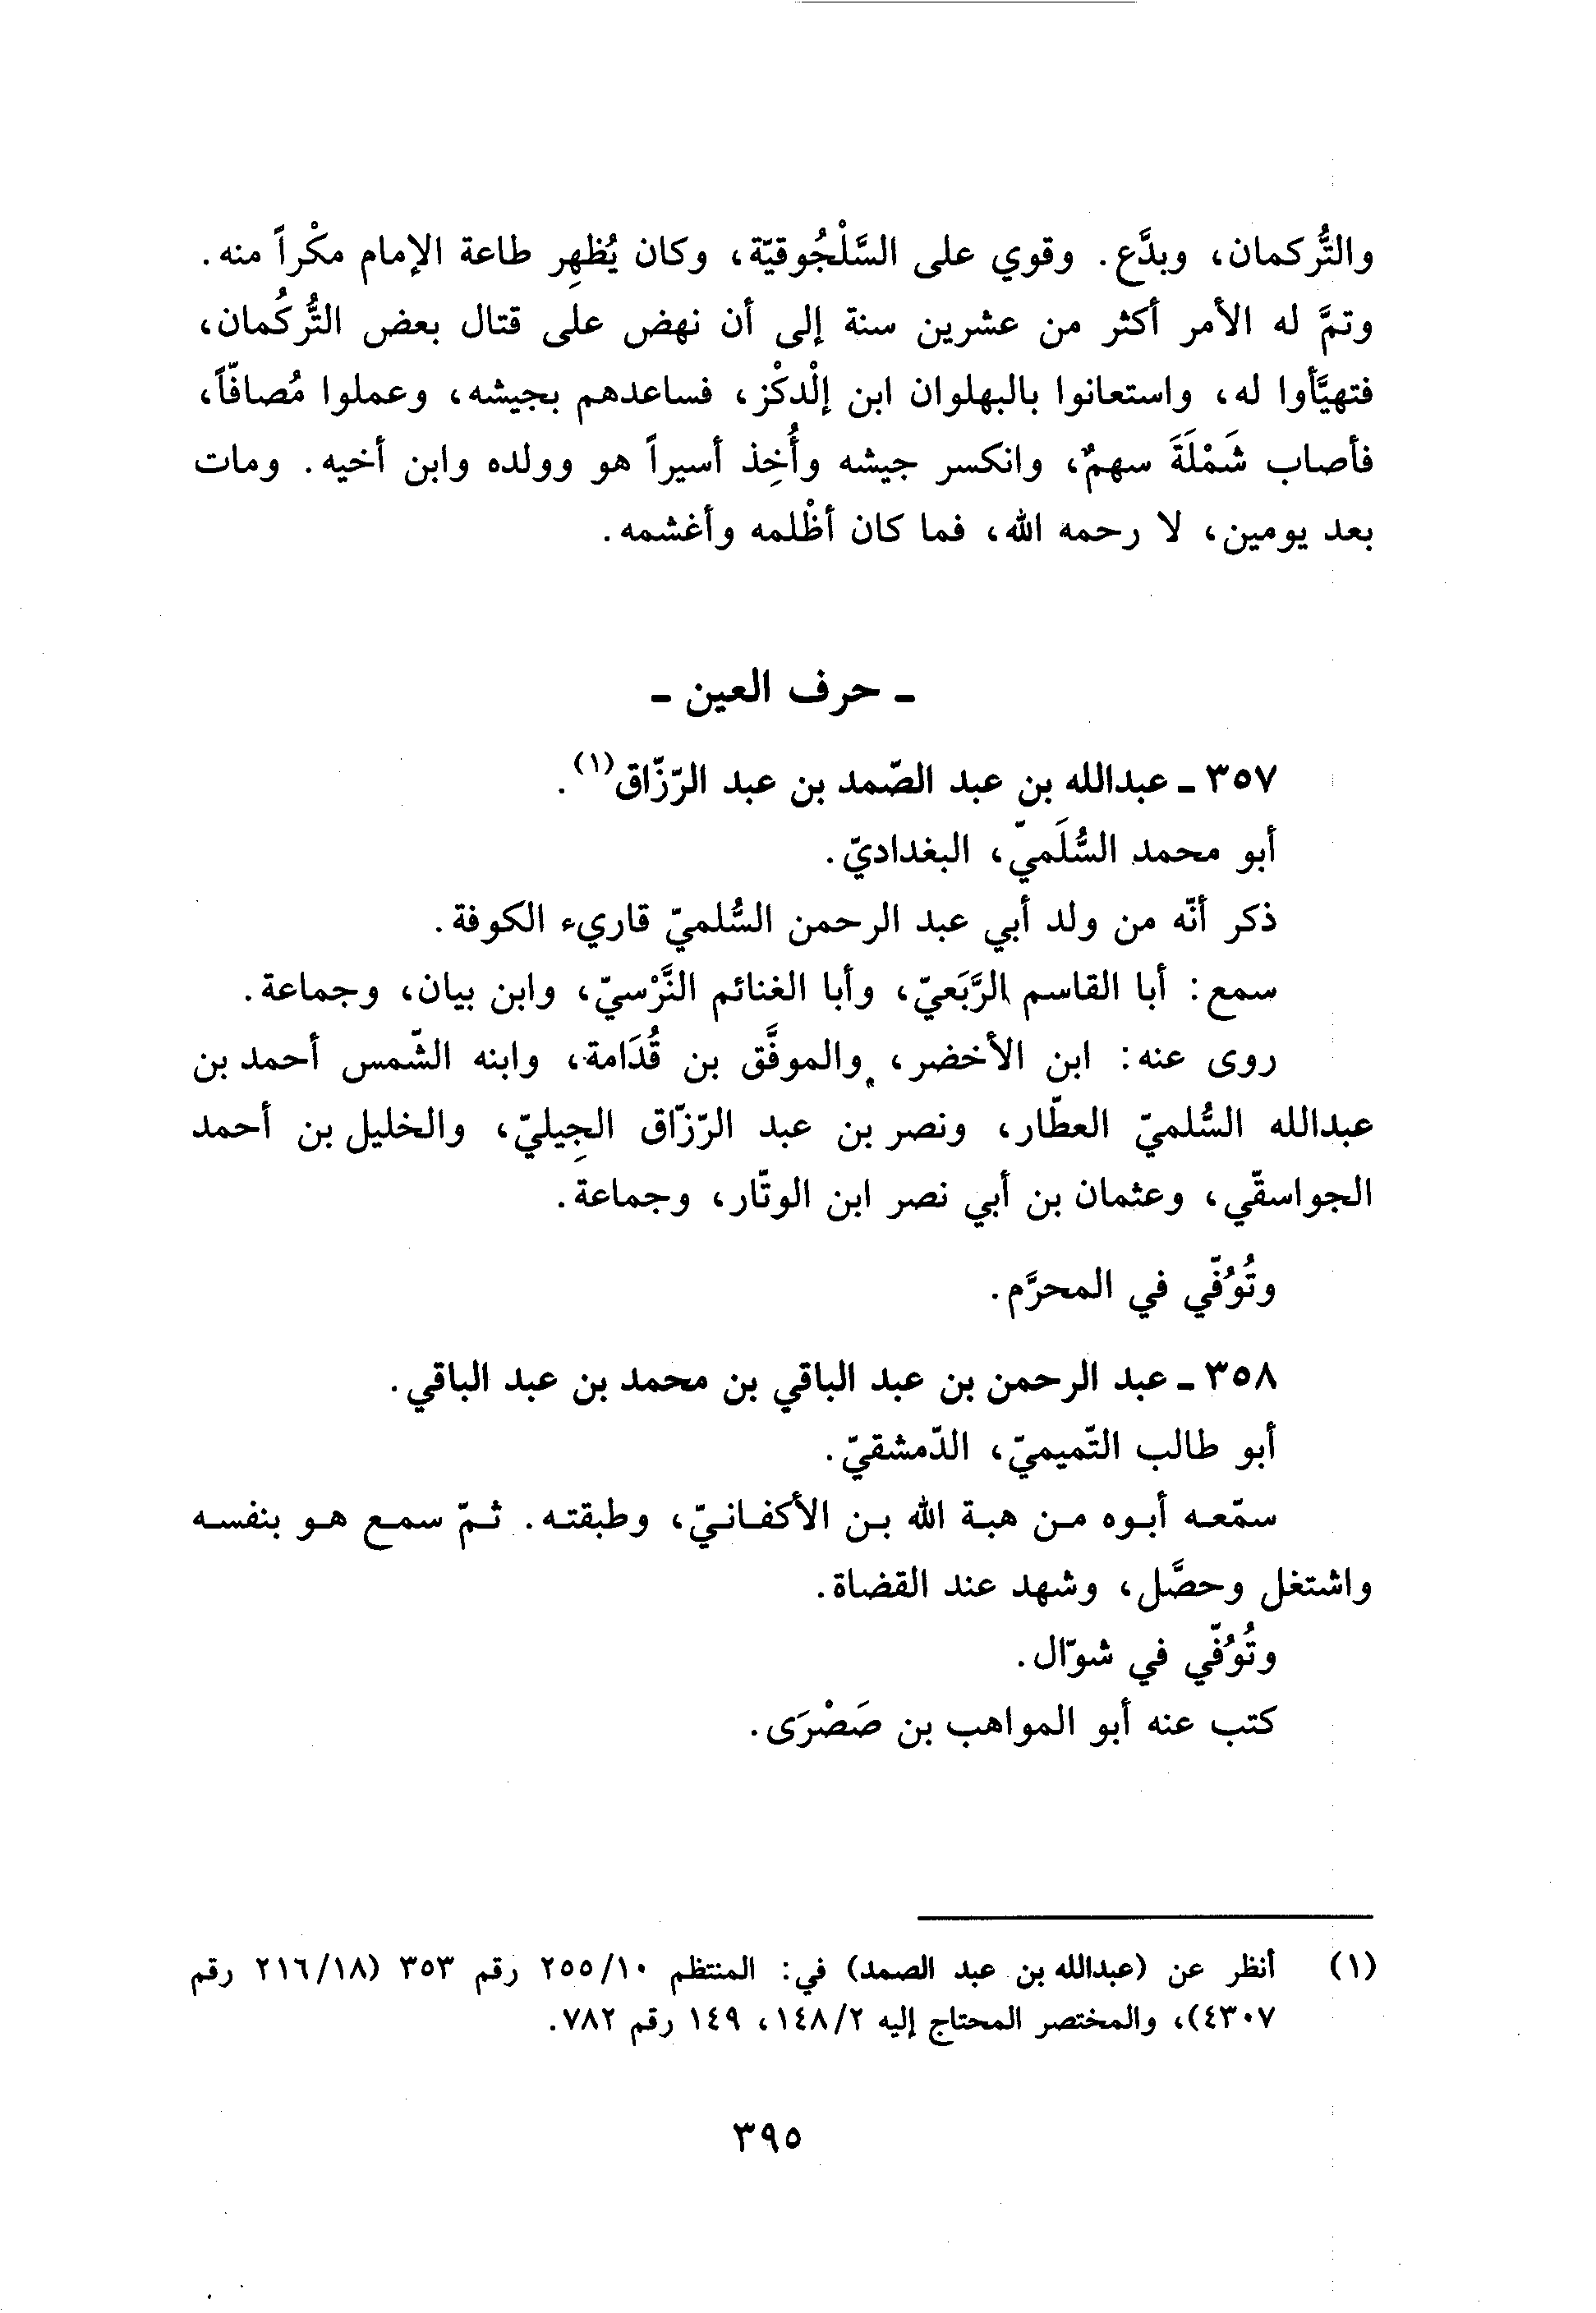 والتُّركمان، وبدَّع. وقوي على السَّلْجُوقيّة، وكان يُظهِر طاعة الإمام مكْراً منه.
وتمَّ له الأمر أكثر من عشرين سنة إلى أن نهض على قتال بعض التُّركُمان،
فتهيَّأوا له، واستعانوا بالبهلوان ابن إلْدكْز، فساعدهم بجيشه، وعملوا مُصافّاً،
فأصاب شَمْلَةَ سهمٌ، وانكسر جيشه وأُخِذ أسيراً هو وولده وابن أخيه. ومات
بعد يومين، لا رحمه الله، فما كان أظْلمه وأغشمه.
ـ حرف العين ـ
٣٥٧ ـ عبدالله بن عبد الصّمد بن عبد الرّزّاق(١).
أبو محمد السُّلَميّ، البغداديّ.
ذكر أنّه من ولد أبي عبد الرحمن السُّلميّ قاريء الكوفة.
سمع: أبا القاسم الرَّبَعيّ، وأبا الغنائم النَّرْسيّ، وابن بيان، وجماعة.
روى عنه: ابن الأخضر، والموفَّق بن قُدَامة، وابنه الشّمس أحمد بن
عبدالله السُّلميّ العطّار، ونصر بن عبد الرّزّاق الجِيليّ، والخليل بن أحمد
الجواسقّي، وعثمان بن أبي نصر ابن الوتّار، وجماعة.
وتُوُفّي في المحرَّم.
٣٥٨ ـ عبد الرحمن بن عبد الباقي بن محمد بن عبد الباقي.
أبو طالب التّميميّ، الدّمشقيّ.
سمّعه أبوه من هبة الله بن الأكفانيّ، وطبقته. ثمّ سمع هو بنفسه
واشتغل وحصَّل، وشهد عند القضاة.
وتُوُفّي في شوّال.
كتب عنه أبو المواهب بن صَصْرَى.
(١) أنظر عن (عبدالله بن عبد الصمد) في: المنتظم ١٠/٢٥٥ رقم ٣٥٣ (١٨/٢١٦ رقم
٤٣٠٧)، والمختصر المحتاج إليه ٢/١٤٨، ١٤٩ رقم ٧٨٢.
٣٩٥